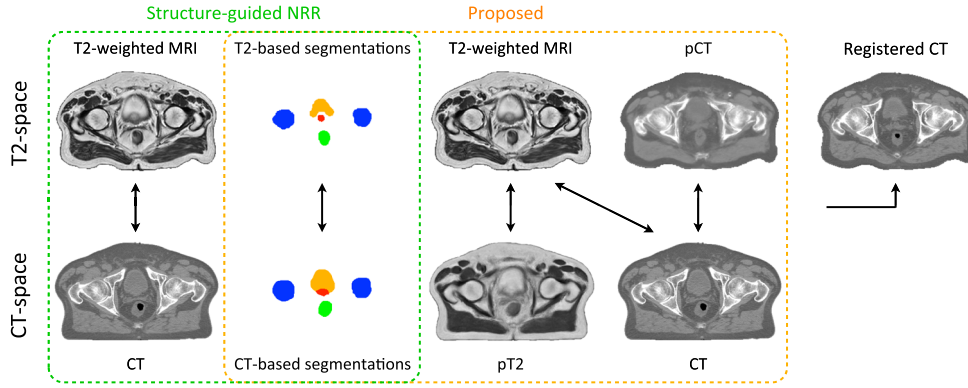 Structure-guided NRR
Proposed
T2-weighted MRI
T2-based segmentations
T2-weighted MRI
pCT
Registered CT
T2-space
CT-space
CT
CT-based segmentations
pT2
CT